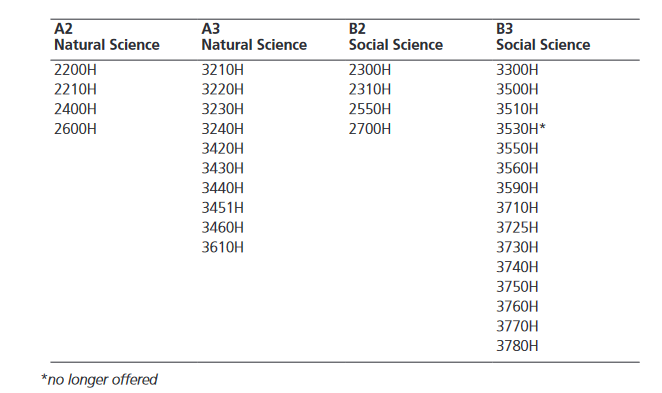 A2 A3 B2 B3
Natural Science Natural Science Social Science Social Science
2200H 3210H 2300H 3300H
2210H 3220H 2310H 3500H
2400H 3230H 2550H 3510H
2600H 3240H 2700H 3530H*
3420H 3550H
3430H 3560H
3440H 3590H
3451H 3710H
3460H 3725H
3610H 3730H
3740H
3750H
3760H
3770H
3780H
*no longer offered